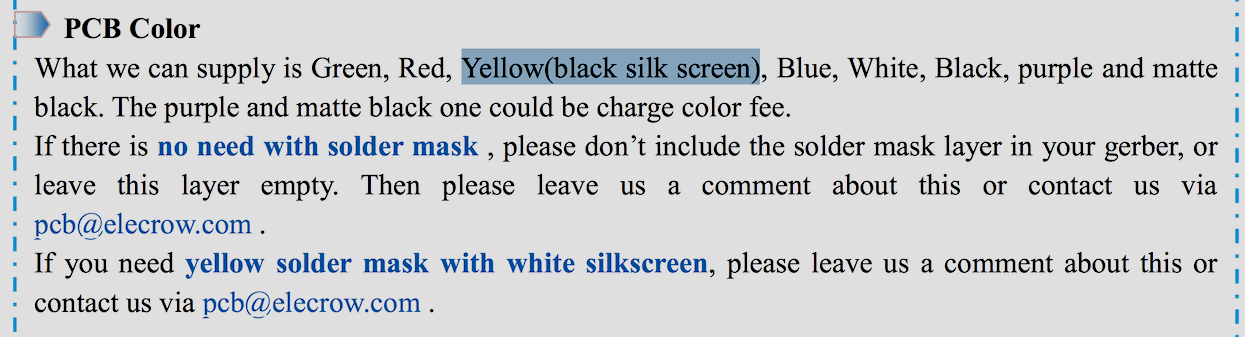 PCB Color
What we can supply is Green, Red, Yellow(black silk screen), Blue, White, Black, purple and matte
black. The purple and matte black one could be charge color fee.
If there is no need with solder mask , please don’t include the solder mask layer in your gerber, or
leave this layer empty. Then please leave us a comment about this or contact us via
pcb@elecrow.com .
If you need yellow solder mask with white silkscreen, please leave us a comment about this or
contact us via pcb@elecrow.com .